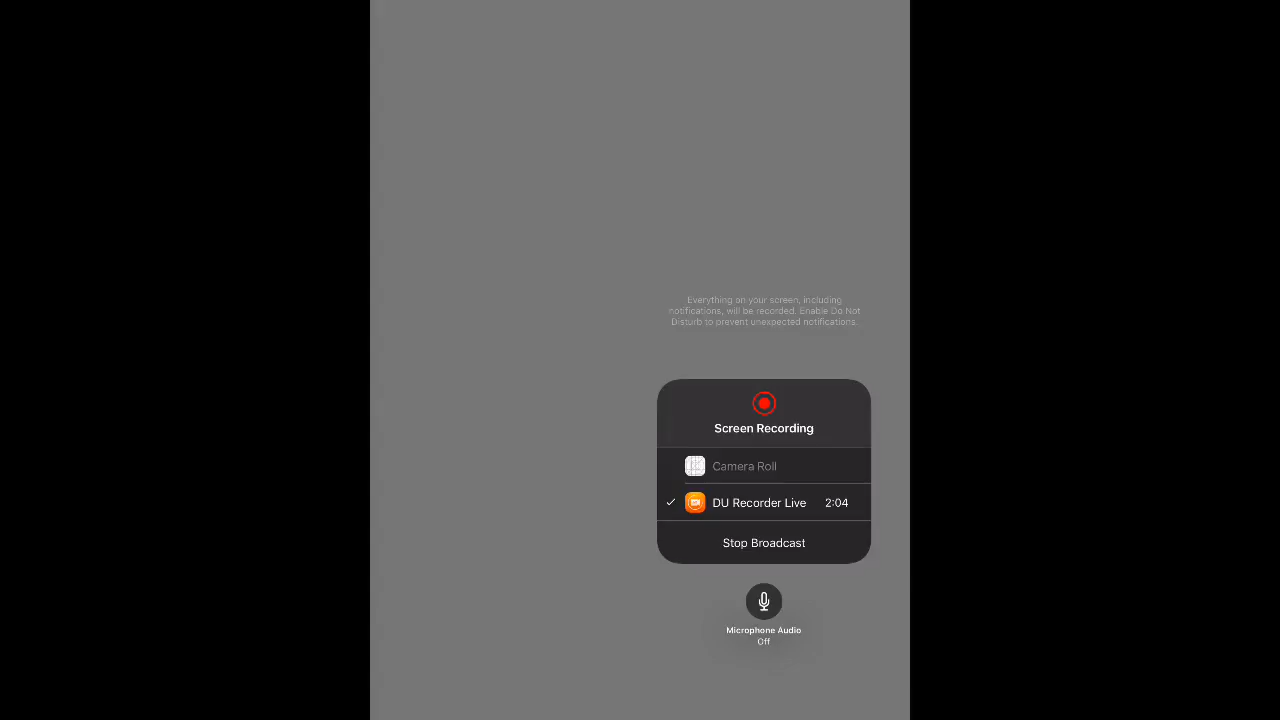 Everything on your screen, including
notifications, will be recorded. Enable Do Not
Disturb to prevent unexpected notifications.
Screen Recording
Camera Roll
DU Recorder Live 2:04
Stop Broadcast
Microphone Audio
Off